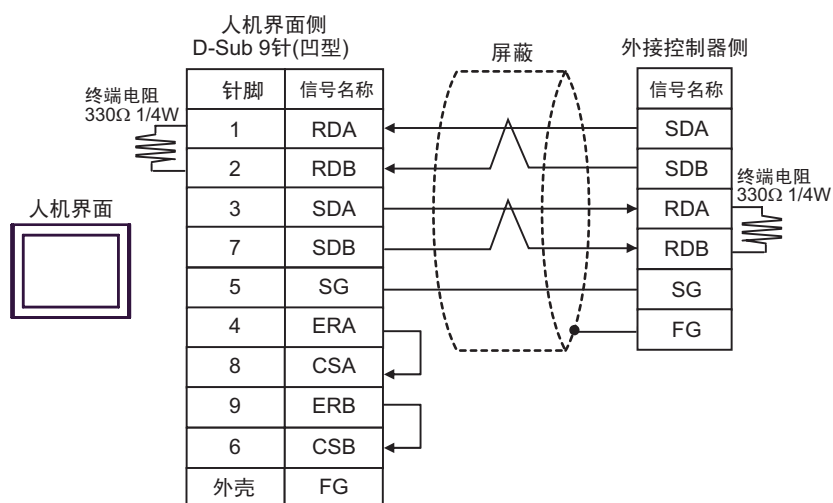 人机界面侧
D-Sub 9针(凹型)
屏蔽
外接控制器侧
终端电阻
330Ω 1/4W
针脚 信号名称
信号名称
1 RDA
SDA
2 RDB
SDB
终端电阻
330Ω 1/4W
人机界面
3 SDA
RDA
7 SDB
RDB
5 SG
SG
4 ERA
FG
8 CSA
9 ERB
6 CSB
外壳 FG